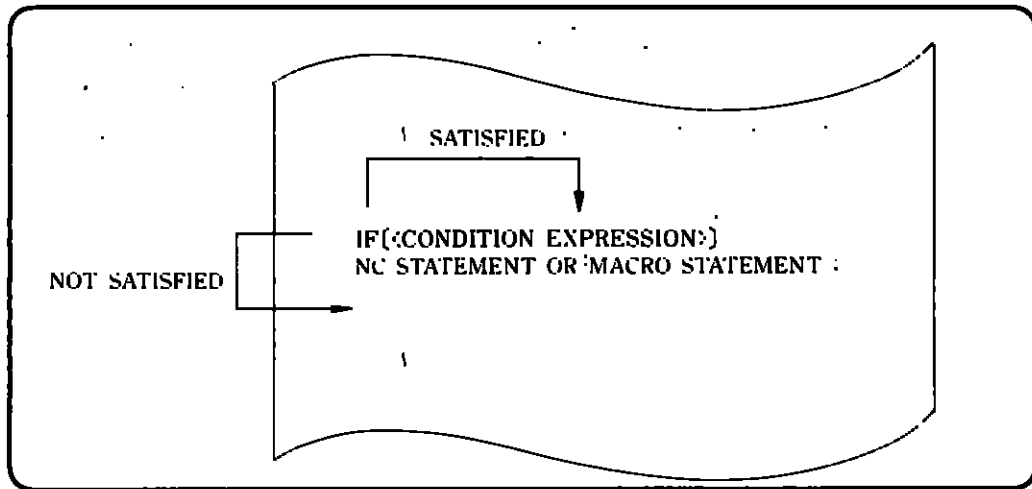 SATISFIED
IF[<CONDITION EXPRESSION>]
NC STATEMENT OR MACRO STATEMENT ;
NOT SATISFIED